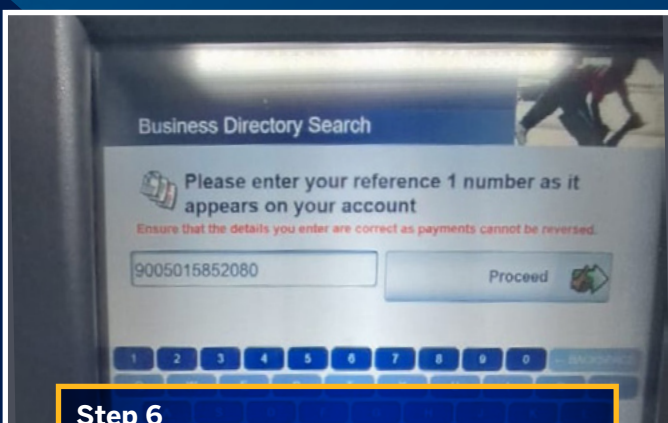 Business Directory Search
Please enter your reference 1 number as it
appears on your account
Ensure that the details you enter are correct as payments cannot be reversed.
9005015852080
Proceed
1 2 3 4 5 6 7 8 9 0 ← BACKSPACE
Step 6